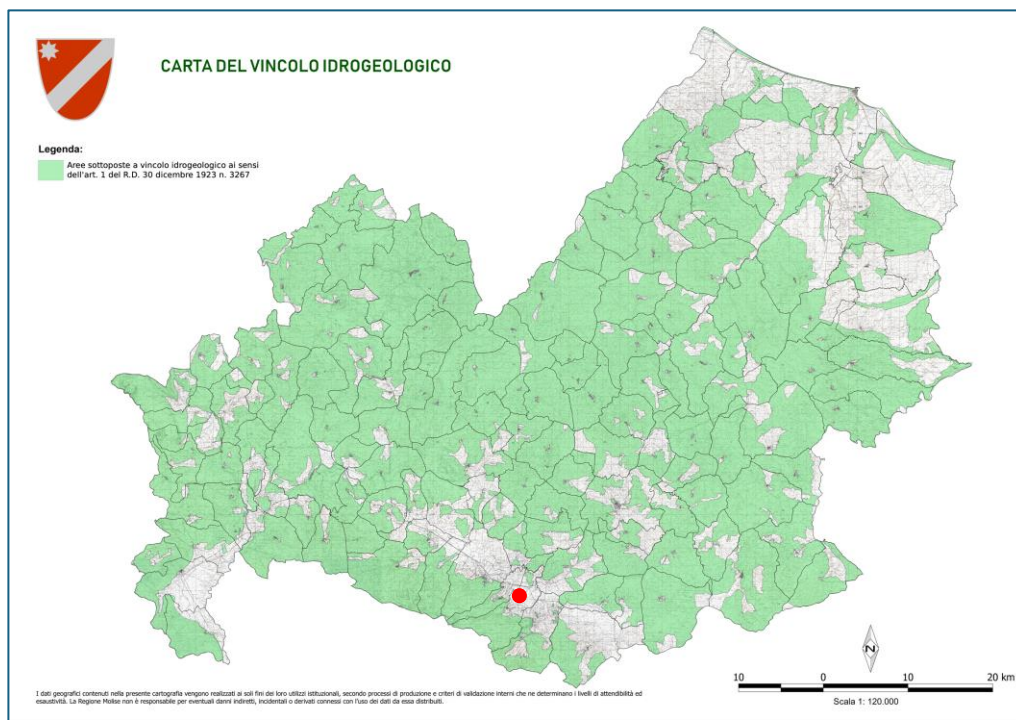 CARTA DEL VINCOLO IDROGEOLOGICO
Legenda:
Aree sottoposte a vincolo idrogeologico ai sensi
dell'art. 1 del R.D. 30 dicembre 1923 n. 3267
N
10 0 10 20 km
Scala 1: 120.000
I dati geografici contenuti nella presente cartografia vengono realizzati ai soli fini dei loro utilizzi istituzionali, secondo processi di produzione e criteri di validazione interni che ne determinano i livelli di attendibilità ed
esaustività. La Regione Molise non è responsabile per eventuali danni indiretti, incidentali o derivati connessi con l'uso dei dati da essa distribuiti.